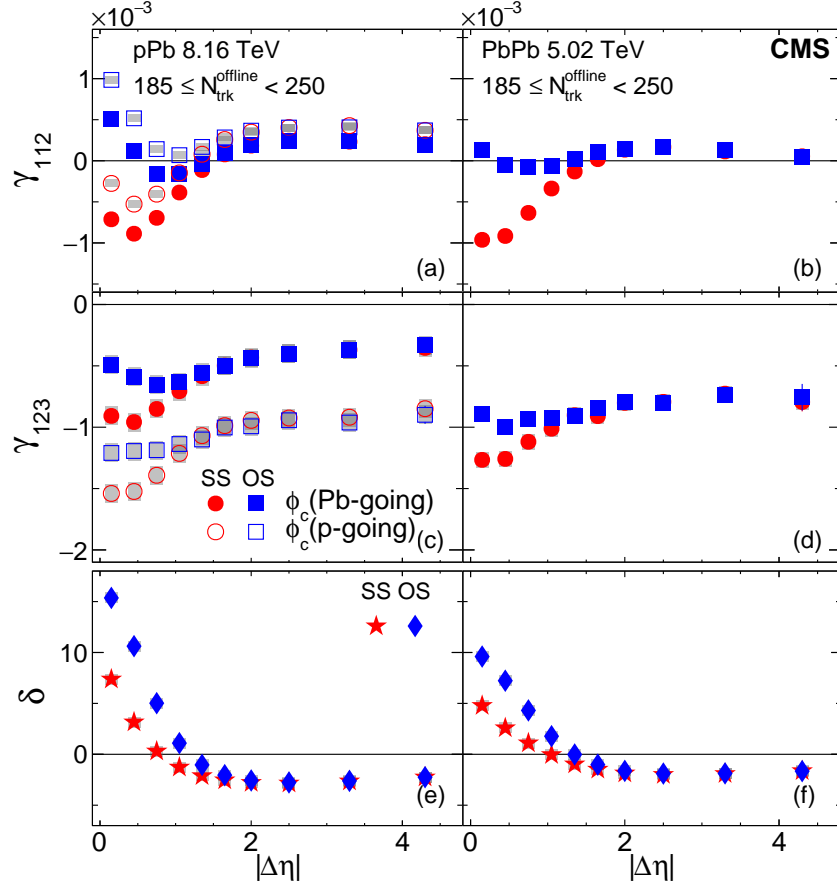 ×10⁻³ ×10⁻³
pPb 8.16 TeV PbPb 5.02 TeV CMS
185 ≤ N_trk^offline < 250 185 ≤ N_trk^offline < 250
1
γ₁₁₂ 0
−1
(a) (b)
0
γ₁₂₃ −1
SS OS
ϕ_c(Pb-going)
ϕ_c(p-going)
−2 (c) (d)
SS OS
10
δ
0
(e) (f)
0 2 4 0 2 4
|Δη| |Δη|